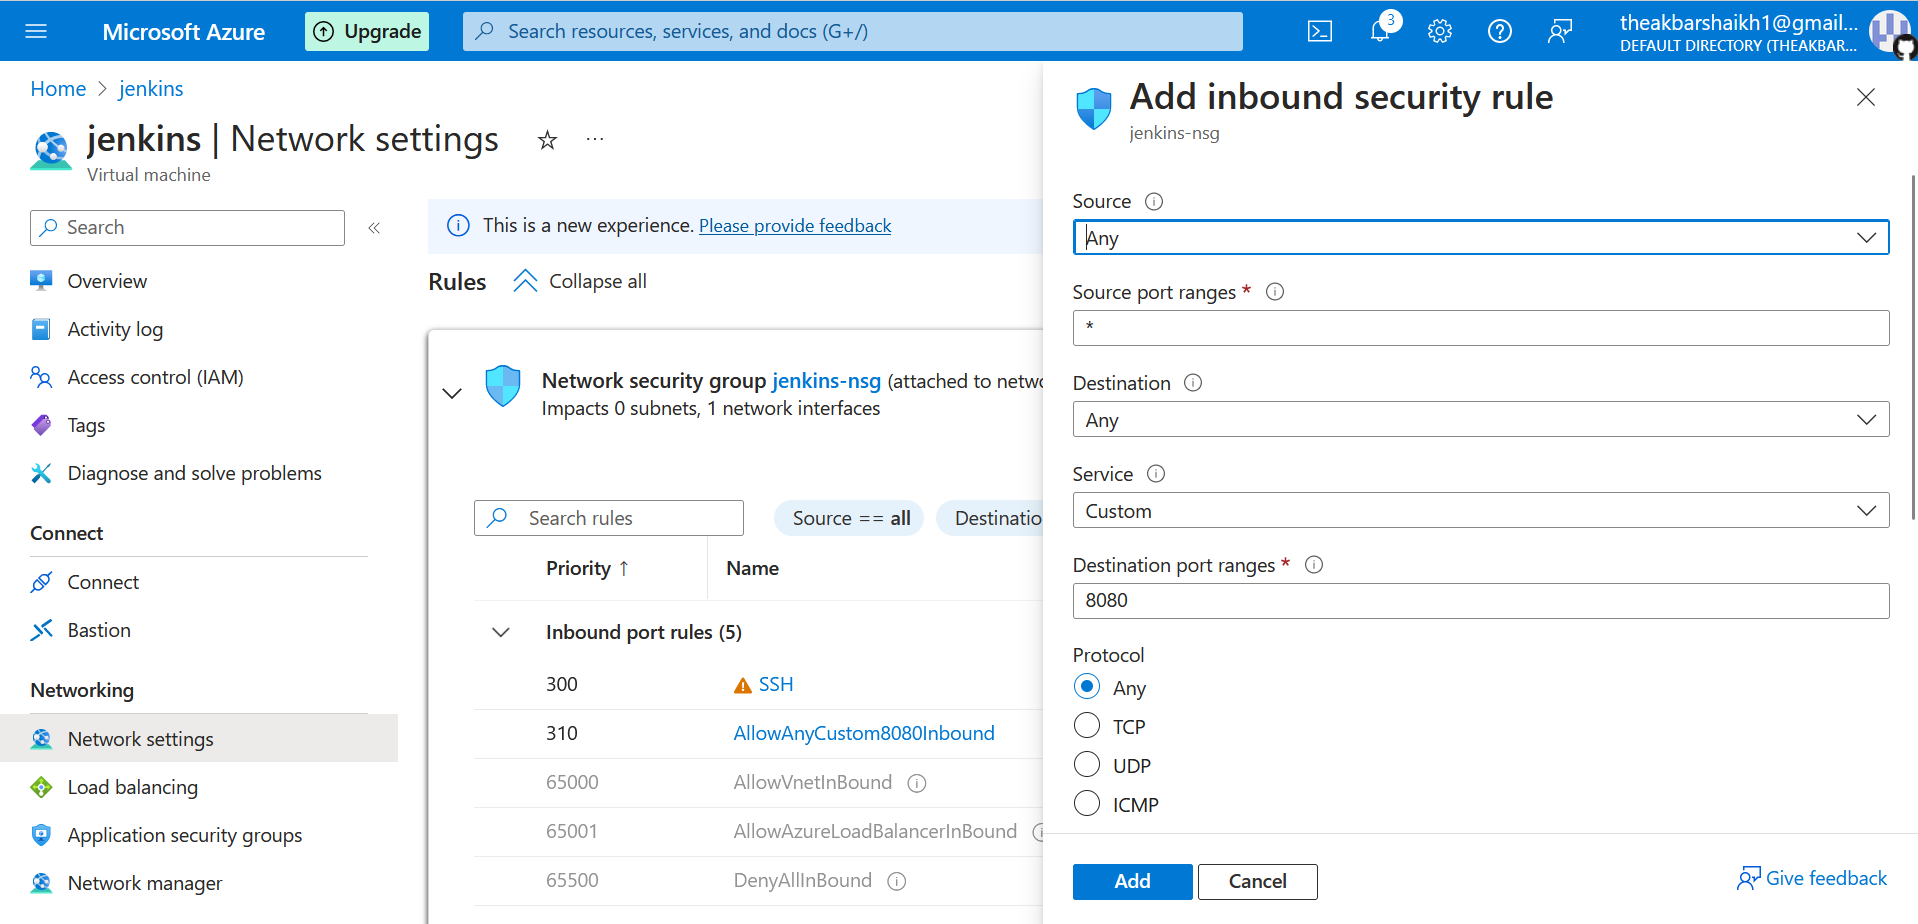 Microsoft Azure
Upgrade
Search resources, services, and docs (G+/)
3
theakbarshaikh1@gmail...
DEFAULT DIRECTORY (THEAKBAR...
Home > jenkins
jenkins | Network settings
Virtual machine
Search
Overview
Activity log
Access control (IAM)
Tags
Diagnose and solve problems
Connect
Connect
Bastion
Networking
Network settings
Load balancing
Application security groups
Network manager
This is a new experience. Please provide feedback
Rules
Collapse all
Network security group jenkins-nsg (attached to netwo
Impacts 0 subnets, 1 network interfaces
Search rules
Source == all
Destinatio
Priority ↑
Name
Inbound port rules (5)
300
SSH
310
AllowAnyCustom8080Inbound
65000
AllowVnetInBound
65001
AllowAzureLoadBalancerInBound
65500
DenyAllInBound
Add inbound security rule
jenkins-nsg
Source
Any
Source port ranges *
*
Destination
Any
Service
Custom
Destination port ranges *
8080
Protocol
Any
TCP
UDP
ICMP
Add
Cancel
Give feedback